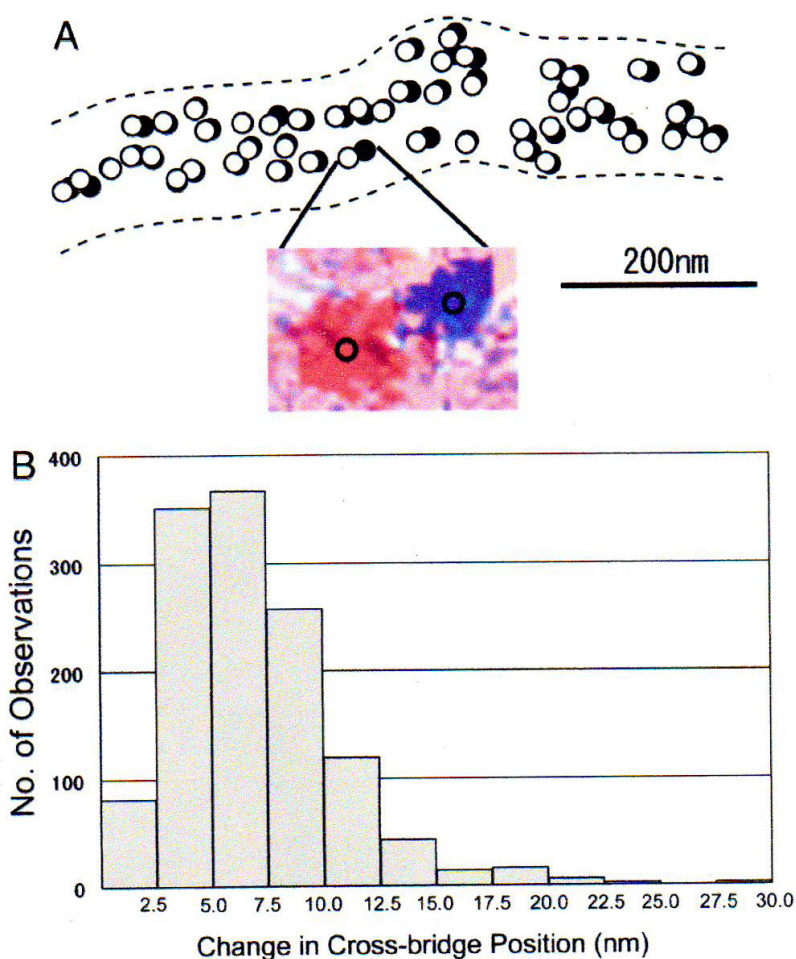 A
200nm
B
No. of Observations
400
300
200
100
0
2.5 5.0 7.5 10.0 12.5 15.0 17.5 20.0 22.5 25.0 27.5 30.0
Change in Cross-bridge Position (nm)